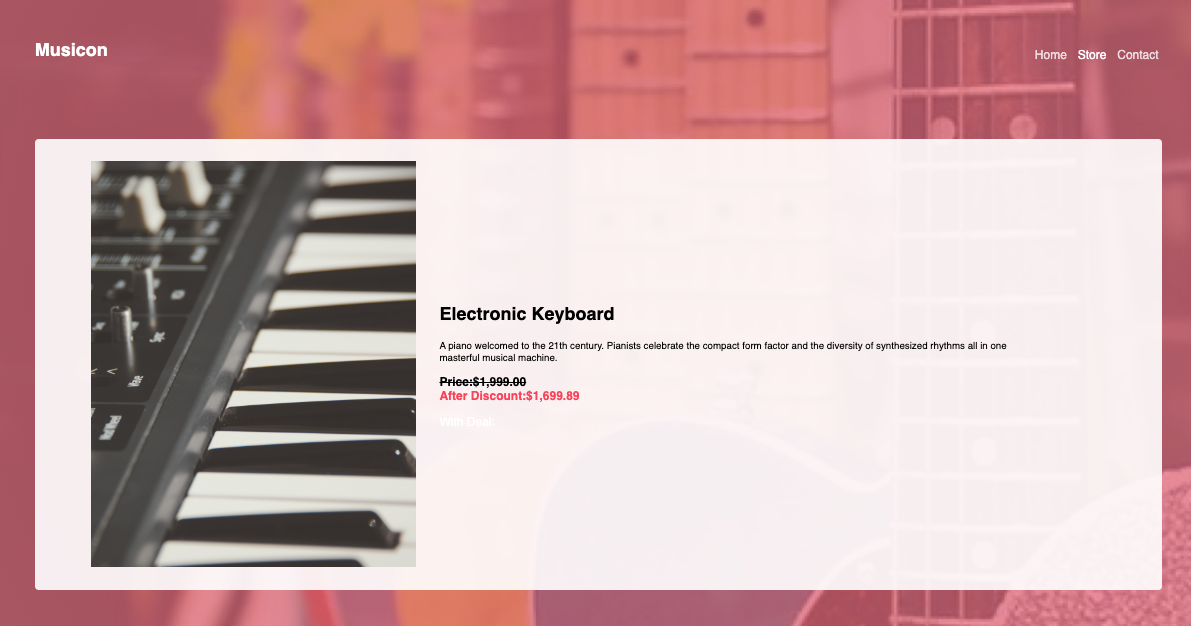 Musicon
Home Store Contact
Electronic Keyboard
A piano welcomed to the 21th century. Pianists celebrate the compact form factor and the diversity of synthesized rhythms all in one
masterful musical machine.
Price:$1,999.00
After Discount:$1,699.89
With Deal:
Mod Wheel